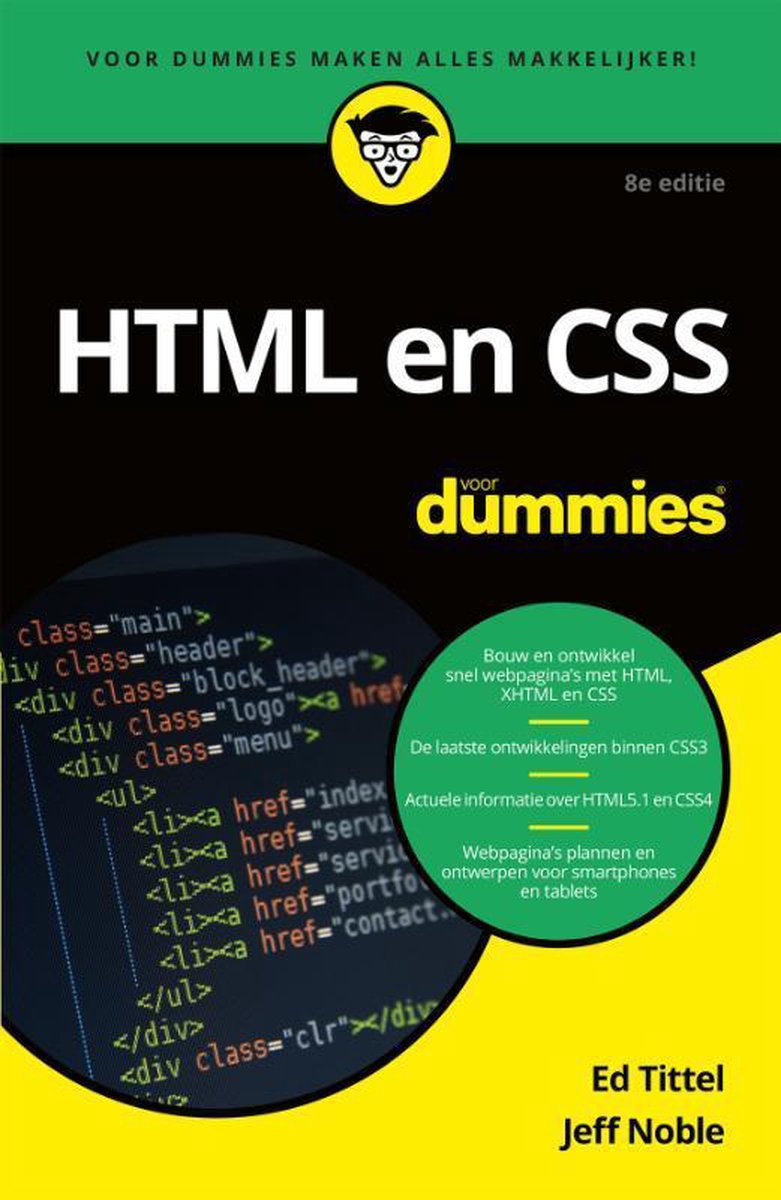 VOOR DUMMIES MAKEN ALLES MAKKELIJKER!
8e editie
HTML en CSS
voor
dummies®
class="main">
div class="header">
<div class="block_header">
<div class="logo"><a href=
<div class="menu">
<ul>
<li><a href="index
<li><a href="servi
<li><a href="servic
<li><a href="portfo
<li><a href="contact.
</ul>
</div>
<div class="clr"></div>
Bouw en ontwikkel
snel webpagina's met HTML,
XHTML en CSS
De laatste ontwikkelingen binnen CSS3
Actuele informatie over HTML5.1 en CSS4
Webpagina's plannen en
ontwerpen voor smartphones
en tablets
Ed Tittel
Jeff Noble